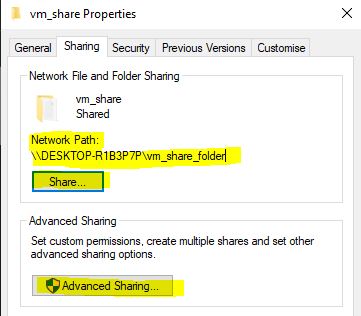 vm_share Properties
General Sharing Security Previous Versions Customise
Network File and Folder Sharing
vm_share
Shared
Network Path:
\\DESKTOP-R1B3P7P\vm_share_folder
Share...
Advanced Sharing
Set custom permissions, create multiple shares and set other
advanced sharing options.
Advanced Sharing...